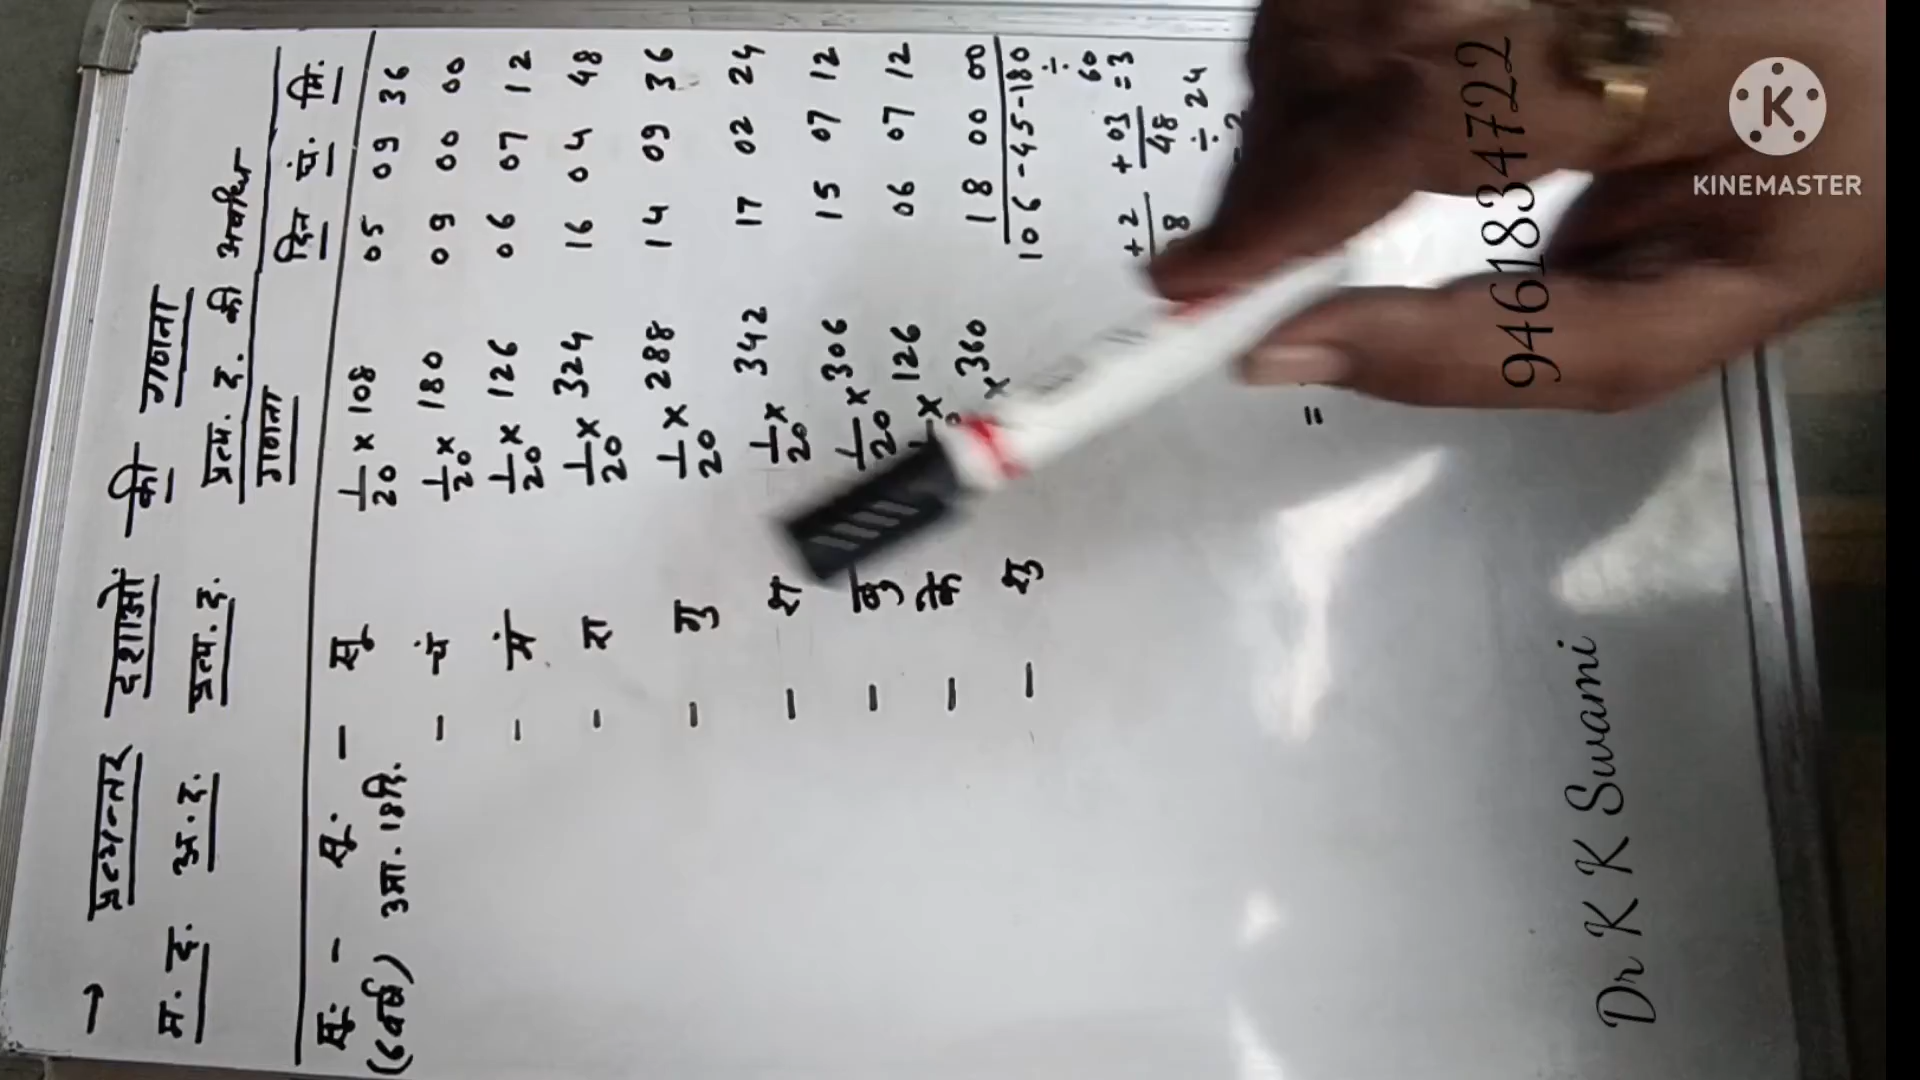 → प्रत्यन्तर दशाओं की गणना
म. द. अ. द. प्रत्य. द. प्रत्य. द. की अवधि
गणना दिन घं. मि.
सू. - सू. - सू 1/20 x 108 05 09 36
(6वर्ष) 3मा. 18दि. - चं 1/20 x 180 09 00 00
- मं 1/20 x 126 06 07 12
- रा 1/20 x 324 16 04 48
- गु 1/20 x 288 14 09 36
- श 1/20 x 342 17 02 24
- बु 1/20 x 306 15 07 12
- के x 126 06 07 12
- शु x 360 18 00 00
106 - 45 - 180
÷
60
+ 03 = 3
48
÷ 24
+ 2
8
=
Dr K K Swami 9461834722
KINEMASTER